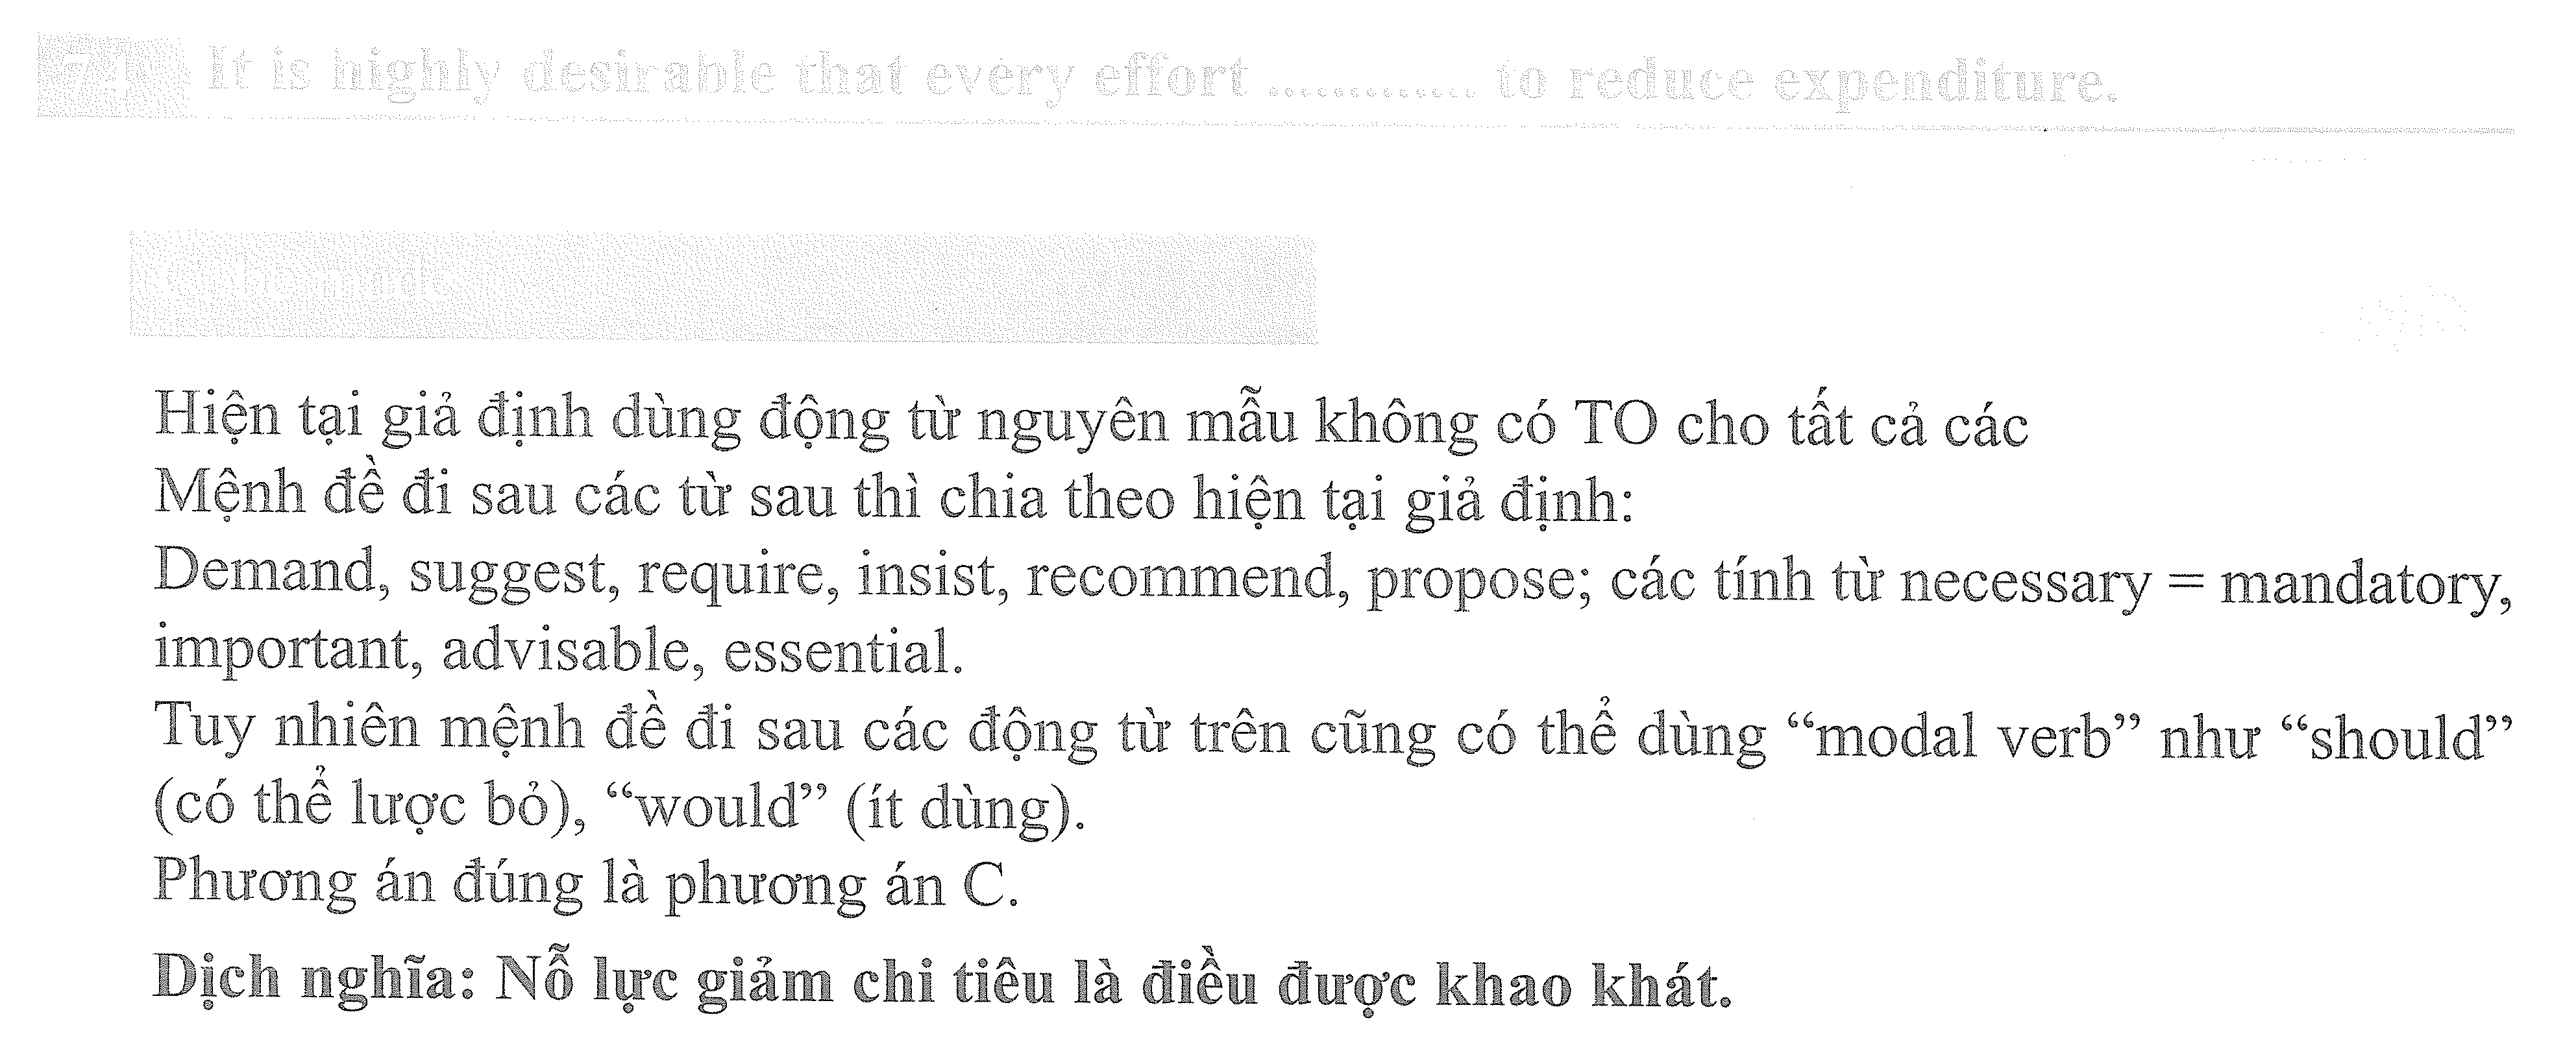 It is highly desirable that every effort ............. to reduce expenditure.
Hiện tại giả định dùng động từ nguyên mẫu không có TO cho tất cả các
Mệnh đề đi sau các từ sau thì chia theo hiện tại giả định:
Demand, suggest, require, insist, recommend, propose; các tính từ necessary = mandatory,
important, advisable, essential.
Tuy nhiên mệnh đề đi sau các động từ trên cũng có thể dùng “modal verb” như “should”
(có thể lược bỏ), “would” (ít dùng).
Phương án đúng là phương án C.
Dịch nghĩa: Nỗ lực giảm chi tiêu là điều được khao khát.